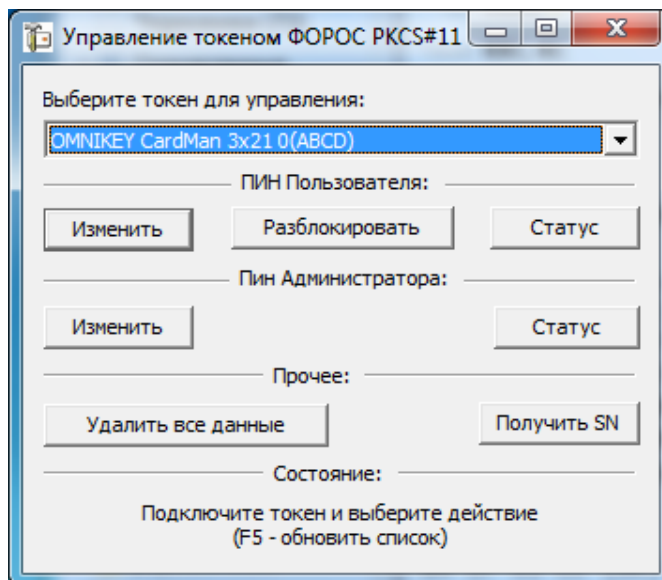 Управление токеном ФОРОС PKCS#11
Выберите токен для управления:
OMNIKEY CardMan 3x21 0(ABCD)
ПИН Пользователя:
Изменить Разблокировать Статус
Пин Администратора:
Изменить Статус
Прочее:
Удалить все данные Получить SN
Состояние:
Подключите токен и выберите действие
(F5 - обновить список)